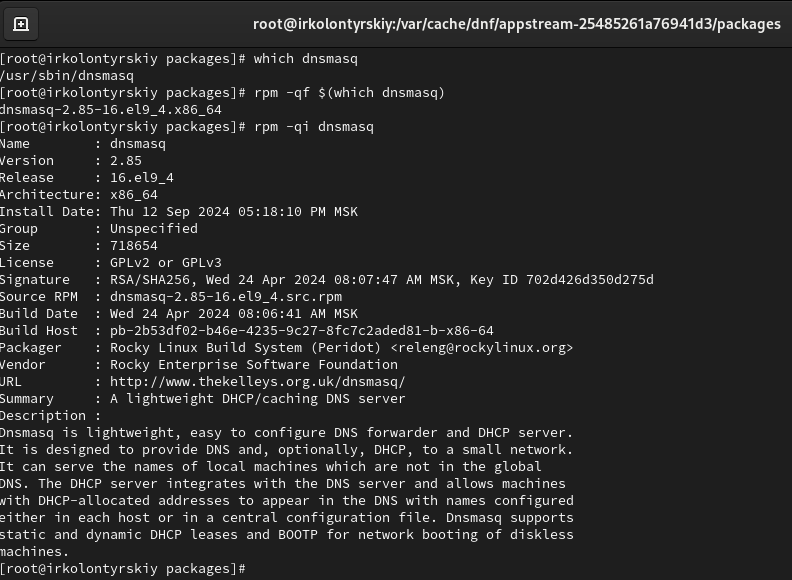 root@irkolontyrskiy:/var/cache/dnf/appstream-25485261a76941d3/packages
[root@irkolontyrskiy packages]# which dnsmasq
/usr/sbin/dnsmasq
[root@irkolontyrskiy packages]# rpm -qf $(which dnsmasq)
dnsmasq-2.85-16.el9_4.x86_64
[root@irkolontyrskiy packages]# rpm -qi dnsmasq
Name        : dnsmasq
Version     : 2.85
Release     : 16.el9_4
Architecture: x86_64
Install Date: Thu 12 Sep 2024 05:18:10 PM MSK
Group       : Unspecified
Size        : 718654
License     : GPLv2 or GPLv3
Signature   : RSA/SHA256, Wed 24 Apr 2024 08:07:47 AM MSK, Key ID 702d426d350d275d
Source RPM  : dnsmasq-2.85-16.el9_4.src.rpm
Build Date  : Wed 24 Apr 2024 08:06:41 AM MSK
Build Host  : pb-2b53df02-b46e-4235-9c27-8fc7c2aded81-b-x86-64
Packager    : Rocky Linux Build System (Peridot) <releng@rockylinux.org>
Vendor      : Rocky Enterprise Software Foundation
URL         : http://www.thekelleys.org.uk/dnsmasq/
Summary     : A lightweight DHCP/caching DNS server
Description :
Dnsmasq is lightweight, easy to configure DNS forwarder and DHCP server.
It is designed to provide DNS and, optionally, DHCP, to a small network.
It can serve the names of local machines which are not in the global
DNS. The DHCP server integrates with the DNS server and allows machines
with DHCP-allocated addresses to appear in the DNS with names configured
either in each host or in a central configuration file. Dnsmasq supports
static and dynamic DHCP leases and BOOTP for network booting of diskless
machines.
[root@irkolontyrskiy packages]#